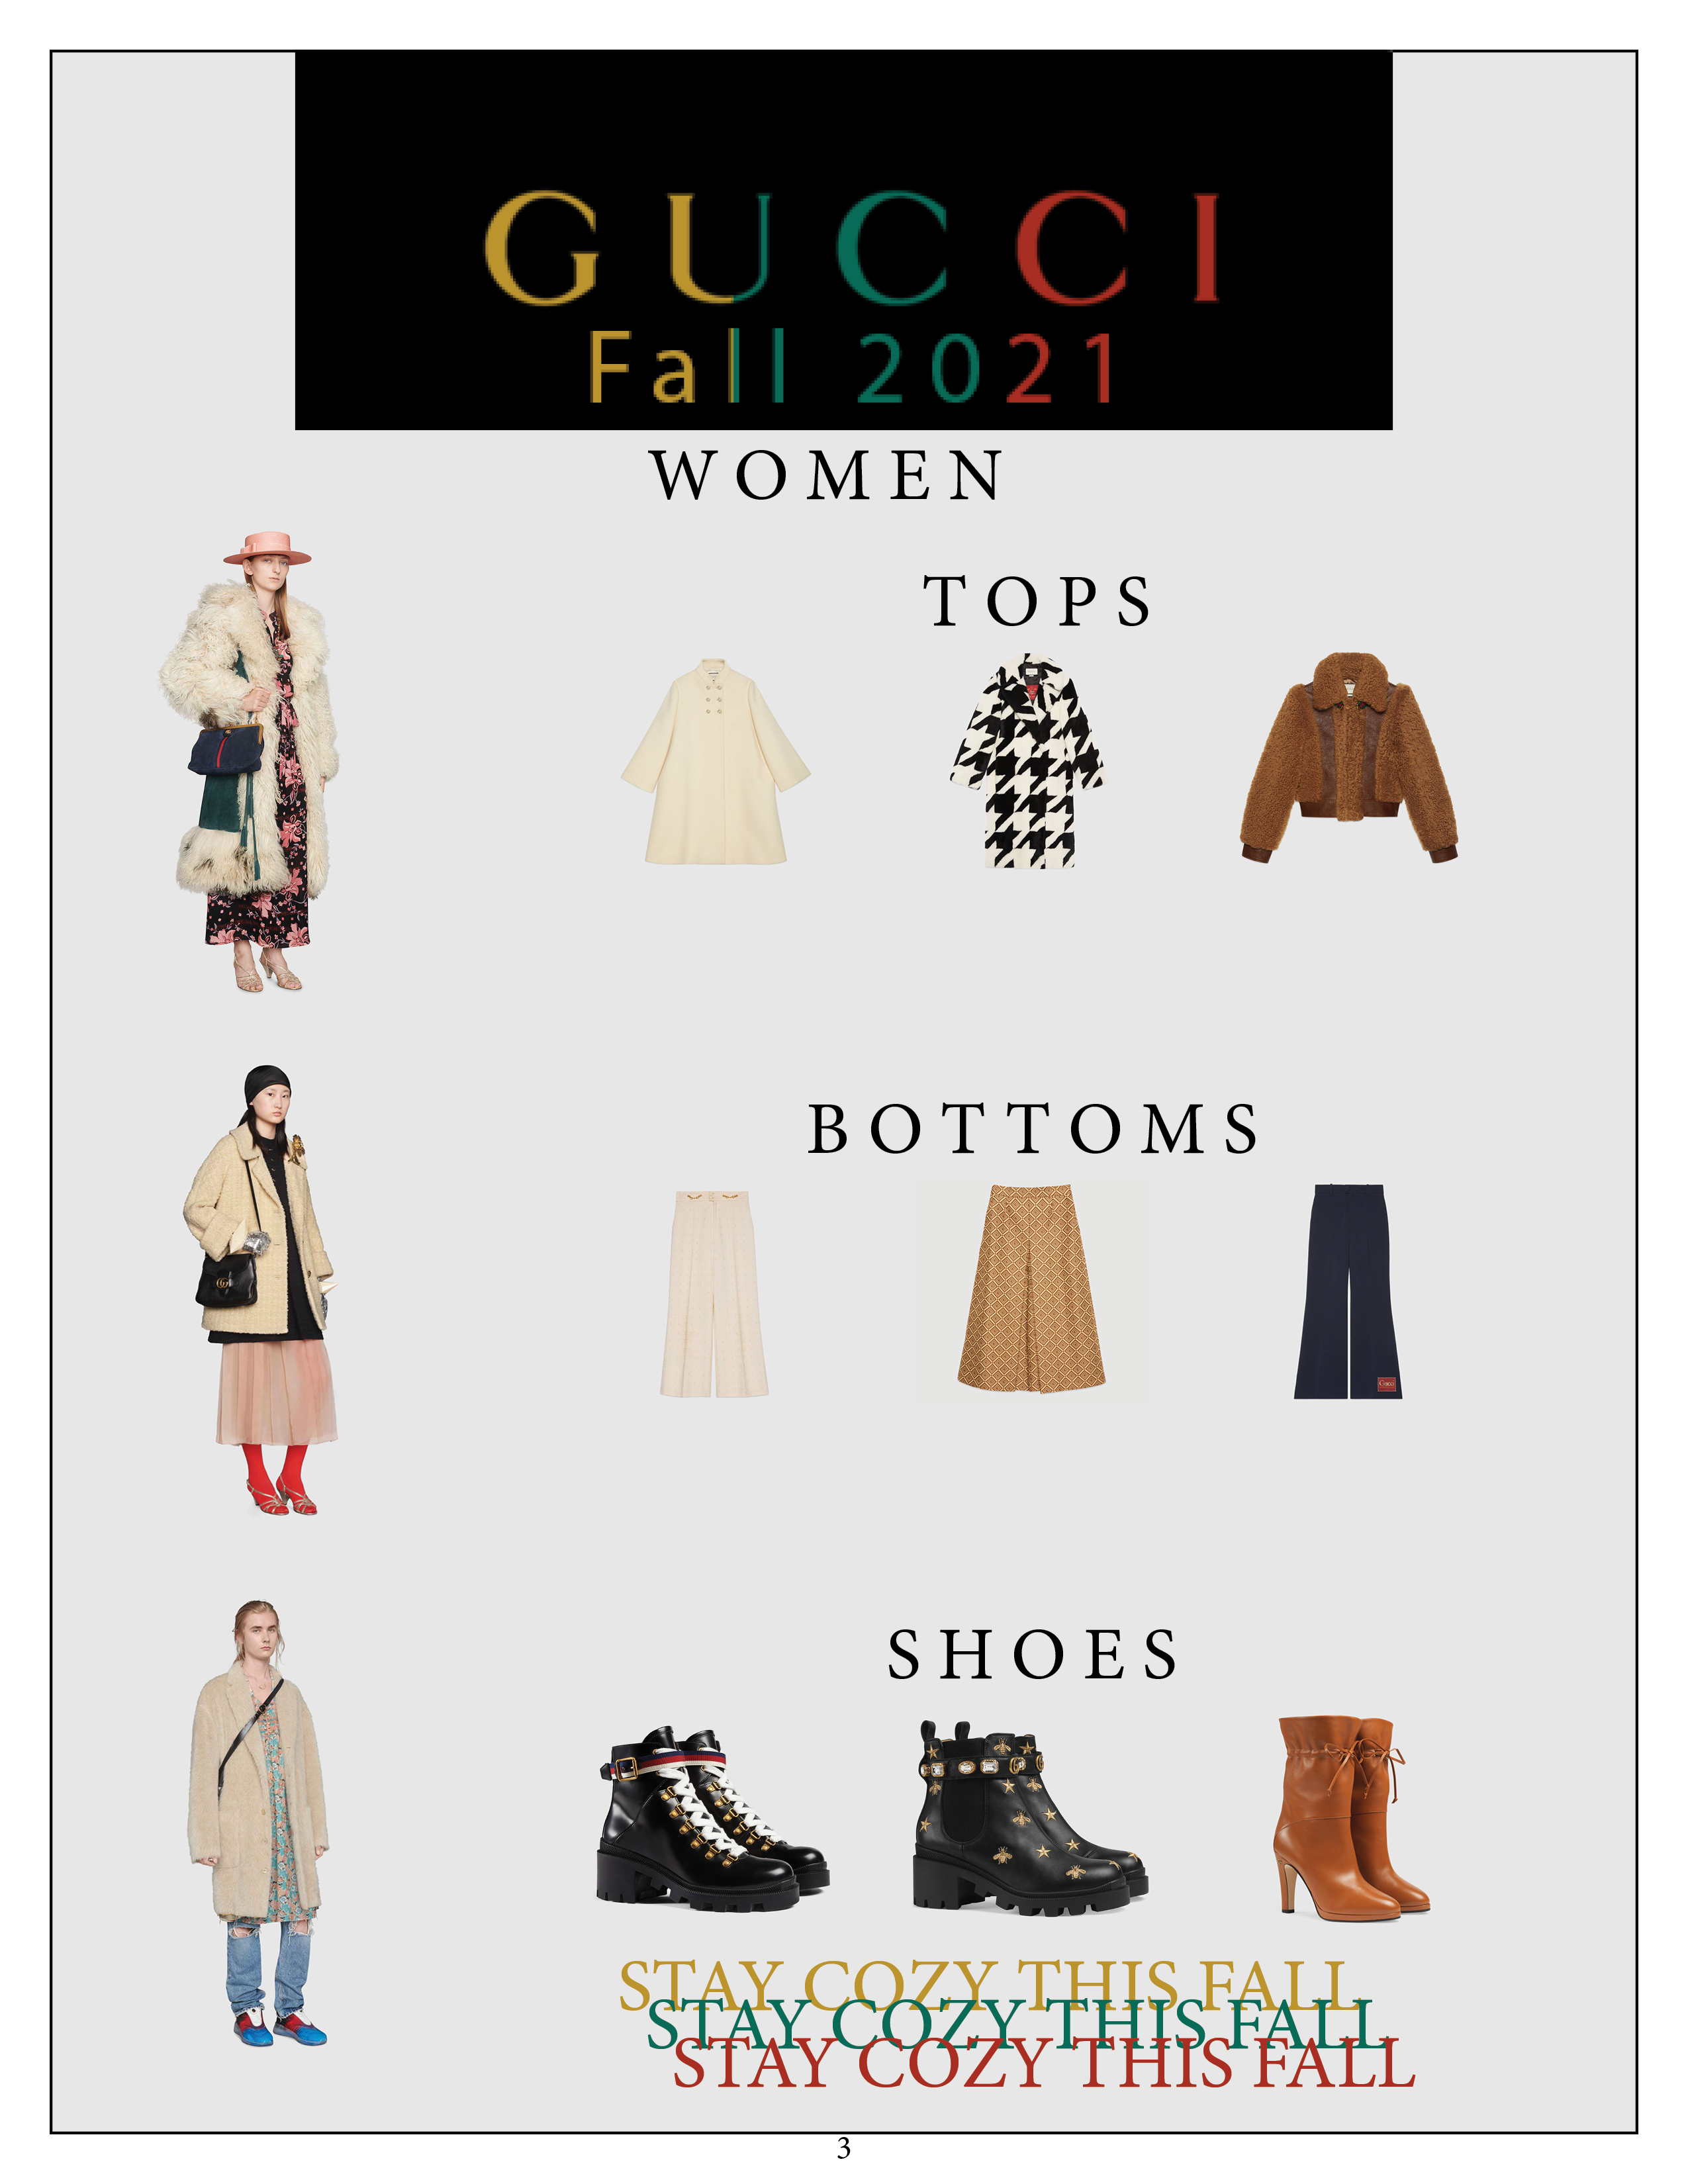 GUCCI
Fall 2021
WOMEN
TOPS
BOTTOMS
GUCCI
SHOES
STAY COZY THIS FALL
STAY COZY THIS FALL
STAY COZY THIS FALL
3